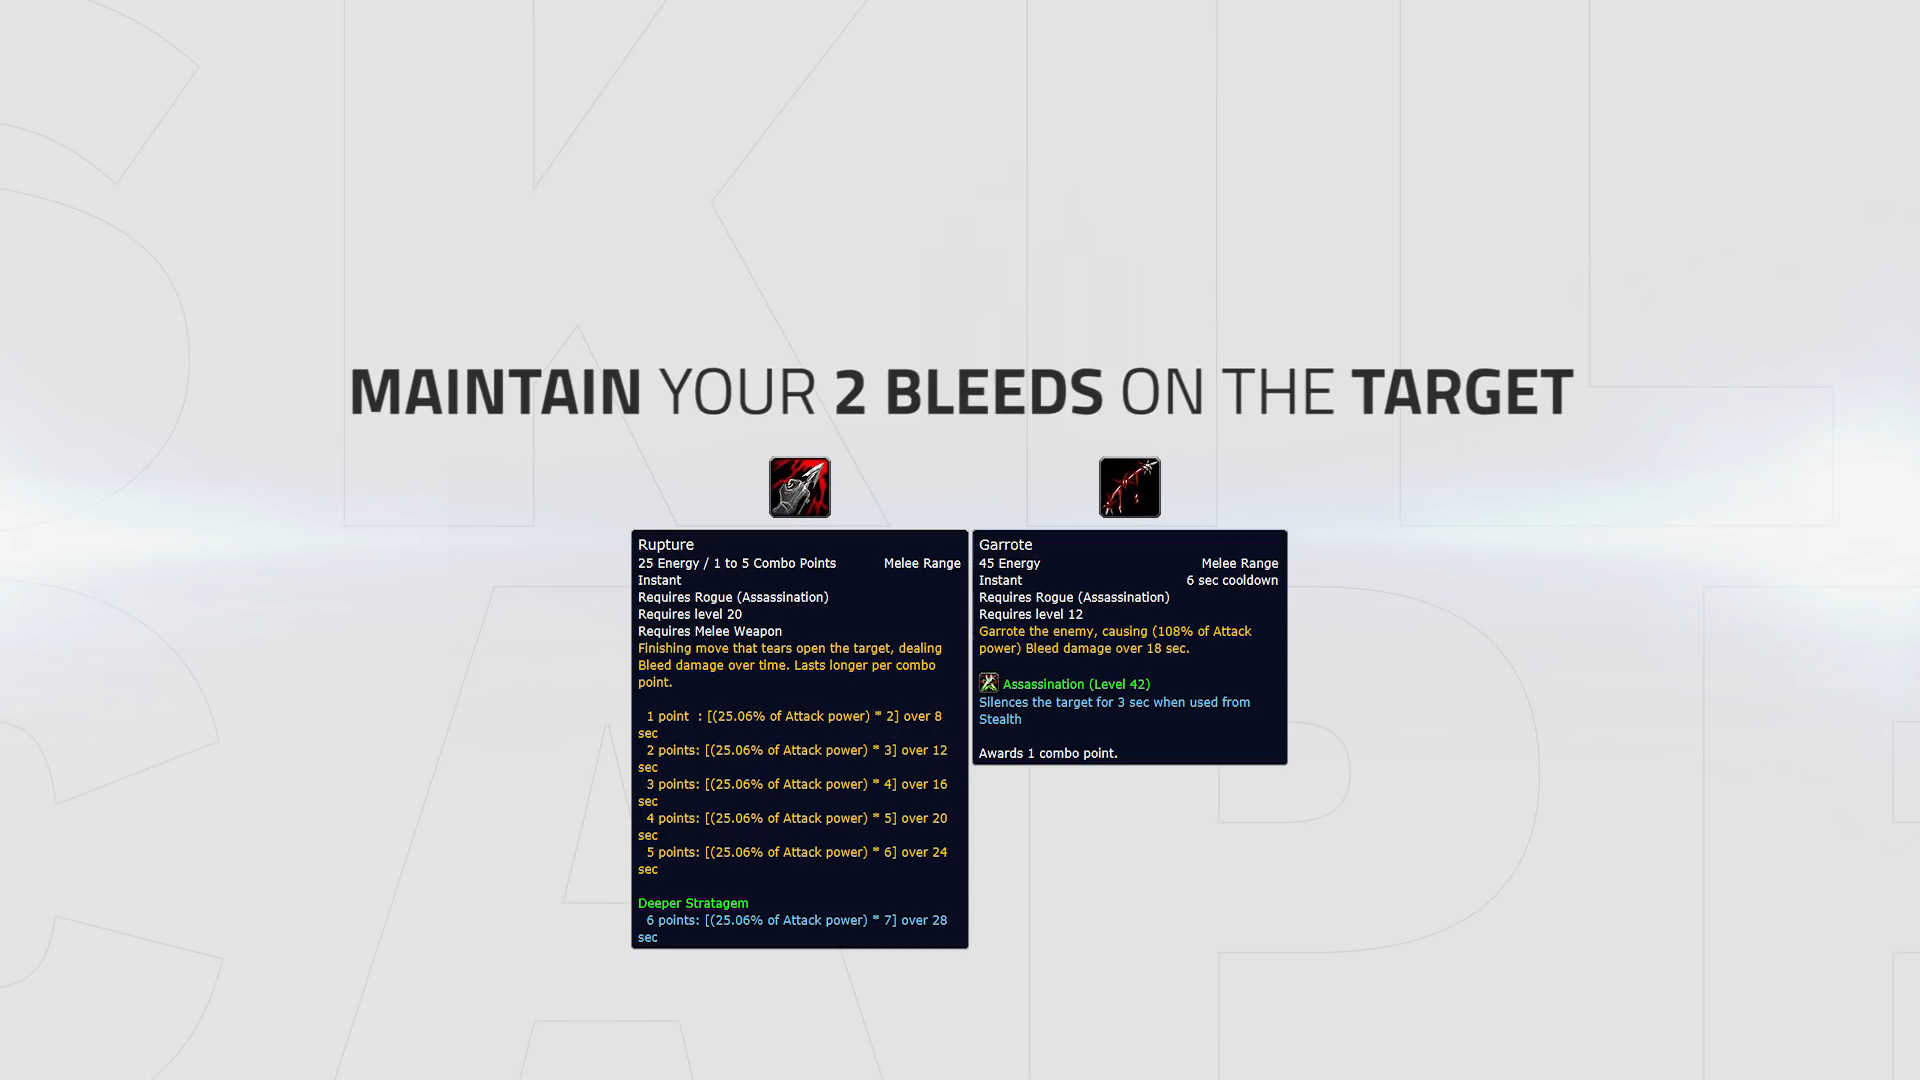 MAINTAIN YOUR 2 BLEEDS ON THE TARGET
Rupture
25 Energy / 1 to 5 Combo Points Melee Range
Instant
Requires Rogue (Assassination)
Requires level 20
Requires Melee Weapon
Finishing move that tears open the target, dealing
Bleed damage over time. Lasts longer per combo
point.
1 point : [(25.06% of Attack power) * 2] over 8
sec
2 points: [(25.06% of Attack power) * 3] over 12
sec
3 points: [(25.06% of Attack power) * 4] over 16
sec
4 points: [(25.06% of Attack power) * 5] over 20
sec
5 points: [(25.06% of Attack power) * 6] over 24
sec
Deeper Stratagem
6 points: [(25.06% of Attack power) * 7] over 28
sec
Garrote
45 Energy Melee Range
Instant 6 sec cooldown
Requires Rogue (Assassination)
Requires level 12
Garrote the enemy, causing (108% of Attack
power) Bleed damage over 18 sec.
Assassination (Level 42)
Silences the target for 3 sec when used from
Stealth
Awards 1 combo point.